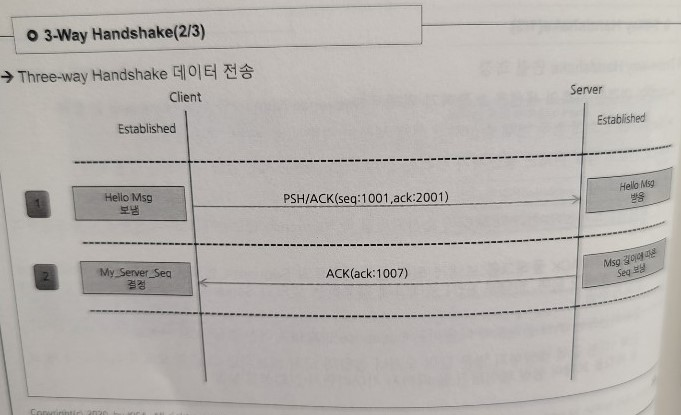 3-Way Handshake(2/3)
→ Three-way Handshake 데이터 전송
Client
Server
Established
Established
1
Hello Msg
보냄
PSH/ACK(seq:1001,ack:2001)
Hello Msg
받음
2
My_Server_Seq
결정
ACK(ack:1007)
Msg 길이에 따른
Seq 보냄